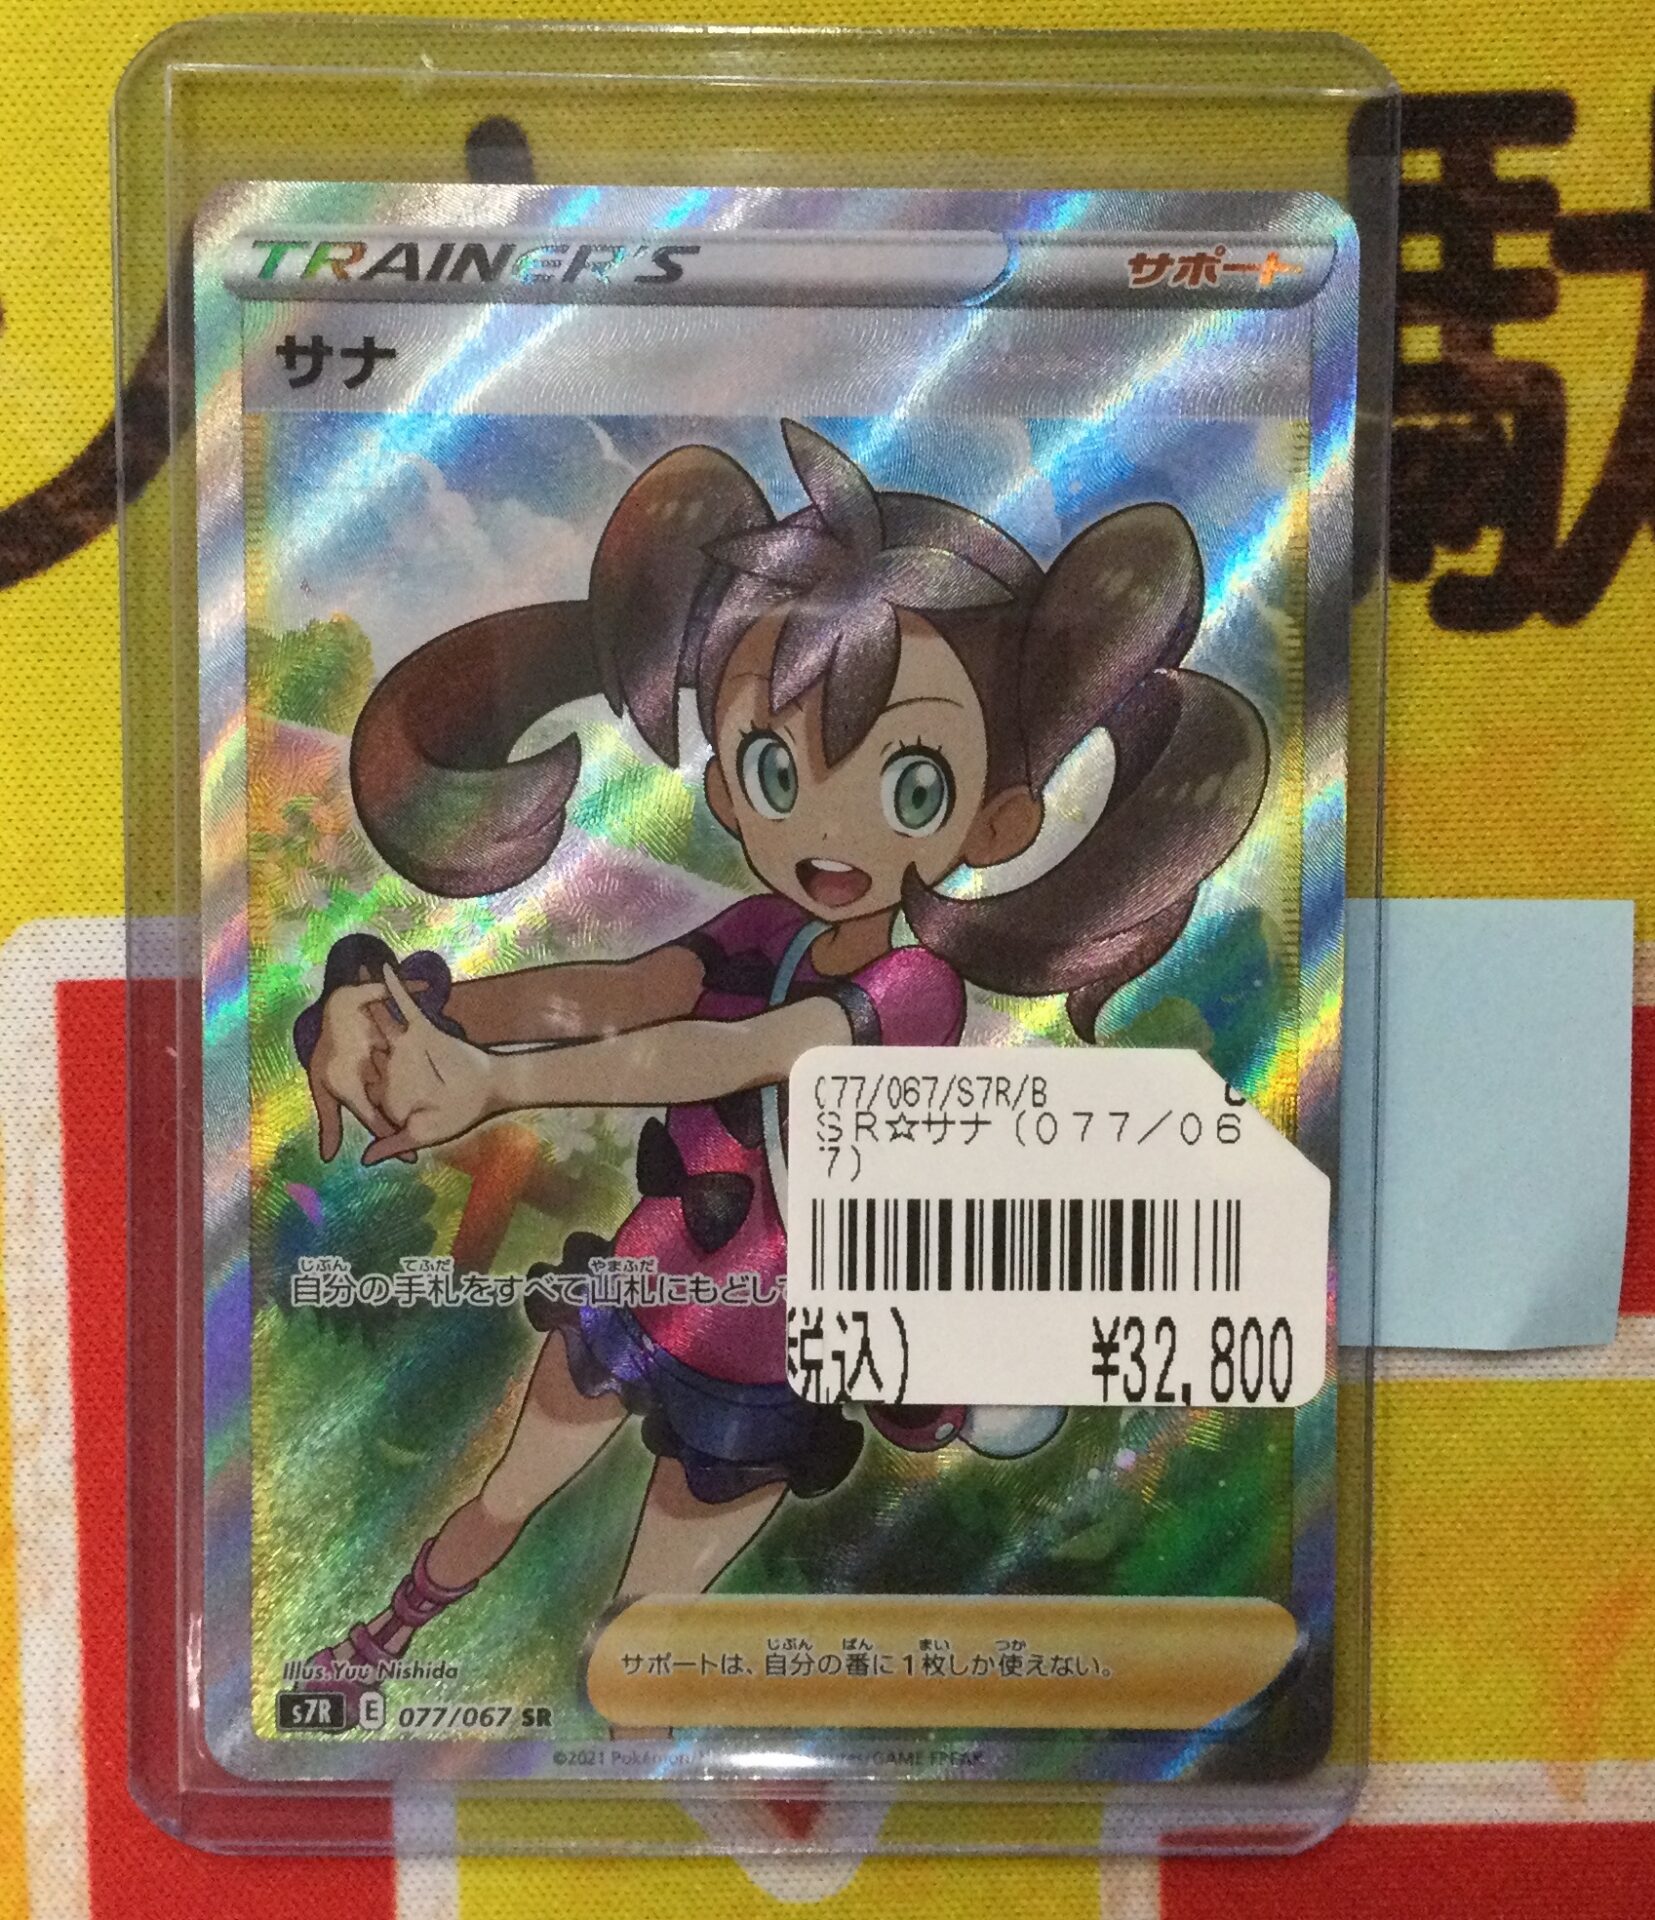 TRAINER'S サポート
サナ
077/067/S7R/B
SR☆サナ(077/06
7)
自分の手札をすべて山札にもどし
税込) ¥32,800
サポートは、自分の番に1枚しか使えない。
Illus. Yuu Nishida
s7R E 077/067 SR
©2021 Pokémon GAME FREAK